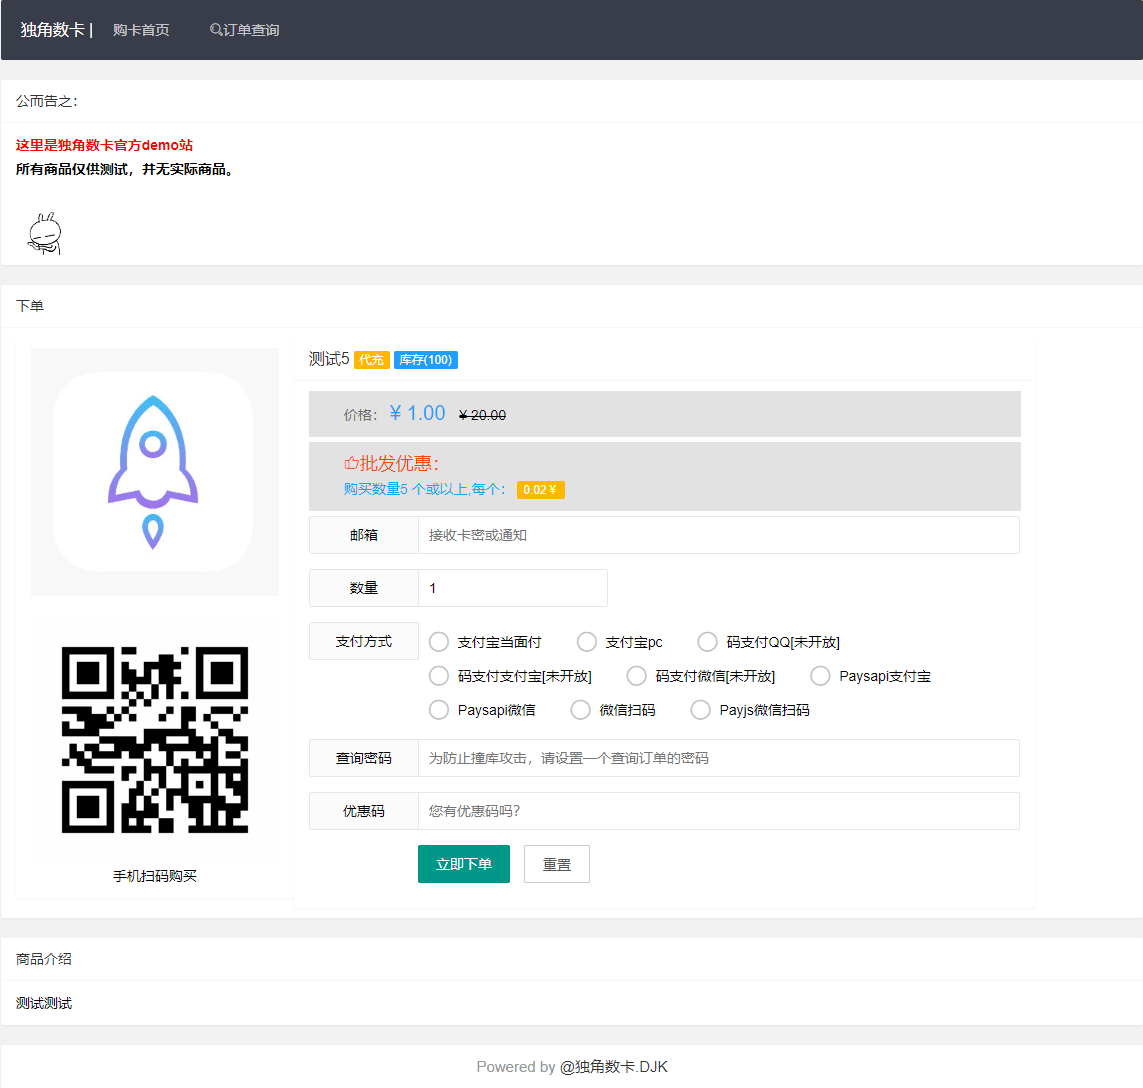 独角数卡 | 购卡首页 订单查询
公而告之：
这里是独角数卡官方demo站
所有商品仅供测试，并无实际商品。
下单
测试5 代充 库存(100)
价格： ¥ 1.00 ¥ 20.00
批发优惠：
购买数量5 个或以上,每个： 0.02 ¥
邮箱 接收卡密或通知
数量 1
支付方式 支付宝当面付 支付宝pc 码支付QQ[未开放]
码支付支付宝[未开放] 码支付微信[未开放] Paysapi支付宝
Paysapi微信 微信扫码 Payjs微信扫码
查询密码 为防止撞库攻击，请设置一个查询订单的密码
优惠码 您有优惠码吗？
立即下单 重置
手机扫码购买
商品介绍
测试测试
Powered by @独角数卡.DJK